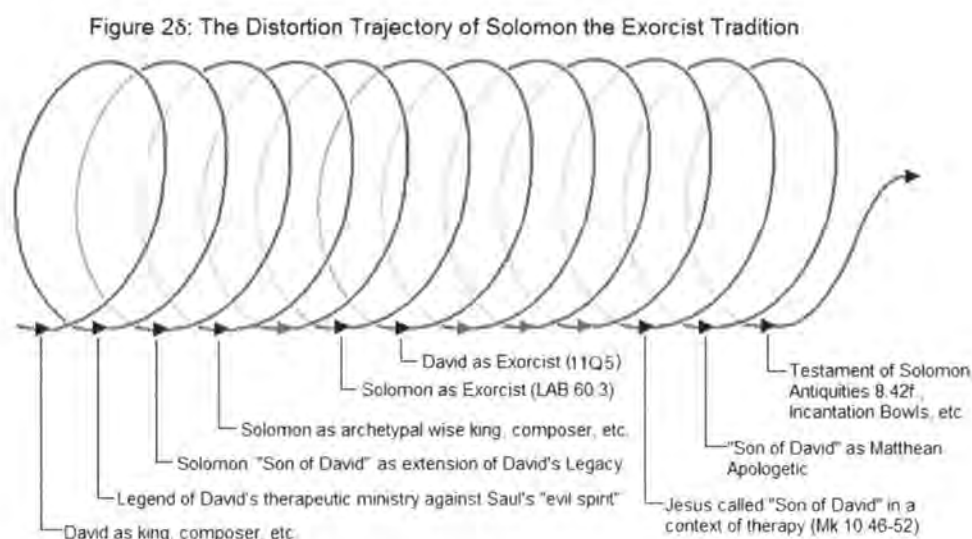 Figure 2δ: The Distortion Trajectory of Solomon the Exorcist Tradition
David as Exorcist (11Q5)
Solomon as Exorcist (LAB 60.3)
Solomon as archetypal wise king, composer, etc.
Solomon "Son of David" as extension of David's Legacy
Legend of David's therapeutic ministry against Saul's "evil spirit"
David as king, composer, etc.
Testament of Solomon,
Antiquities 8.42f.,
Incantation Bowls, etc
"Son of David" as Matthean
Apologetic
Jesus called "Son of David" in a
context of therapy (Mk 10.46-52)